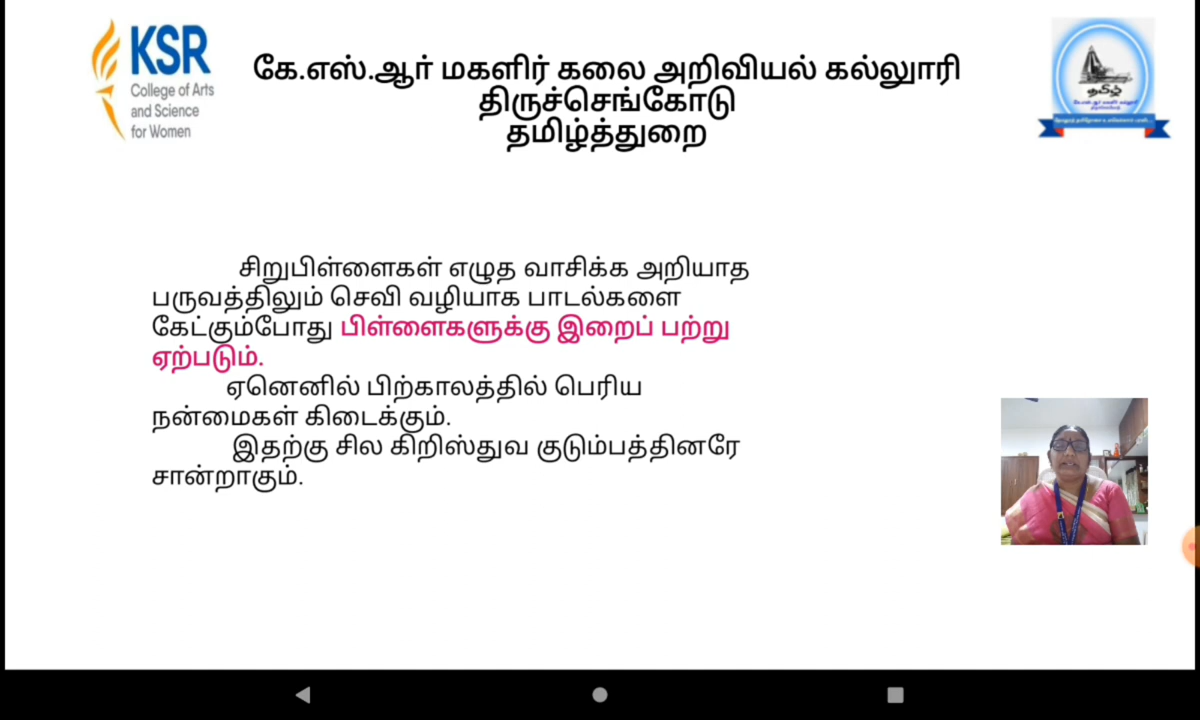 KSR
College of Arts
and Science
for Women
கே.எஸ்.ஆர் மகளிர் கலை அறிவியல் கல்லூரி
திருச்செங்கோடு
தமிழ்த்துறை
தமிழ்
சிறுபிள்ளைகள் எழுத வாசிக்க அறியாத
பருவத்திலும் செவி வழியாக பாடல்களை
கேட்கும்போது பிள்ளைகளுக்கு இறைப் பற்று
ஏற்படும்.
ஏனெனில் பிற்காலத்தில் பெரிய
நன்மைகள் கிடைக்கும்.
இதற்கு சில கிறிஸ்துவ குடும்பத்தினரே
சான்றாகும்.